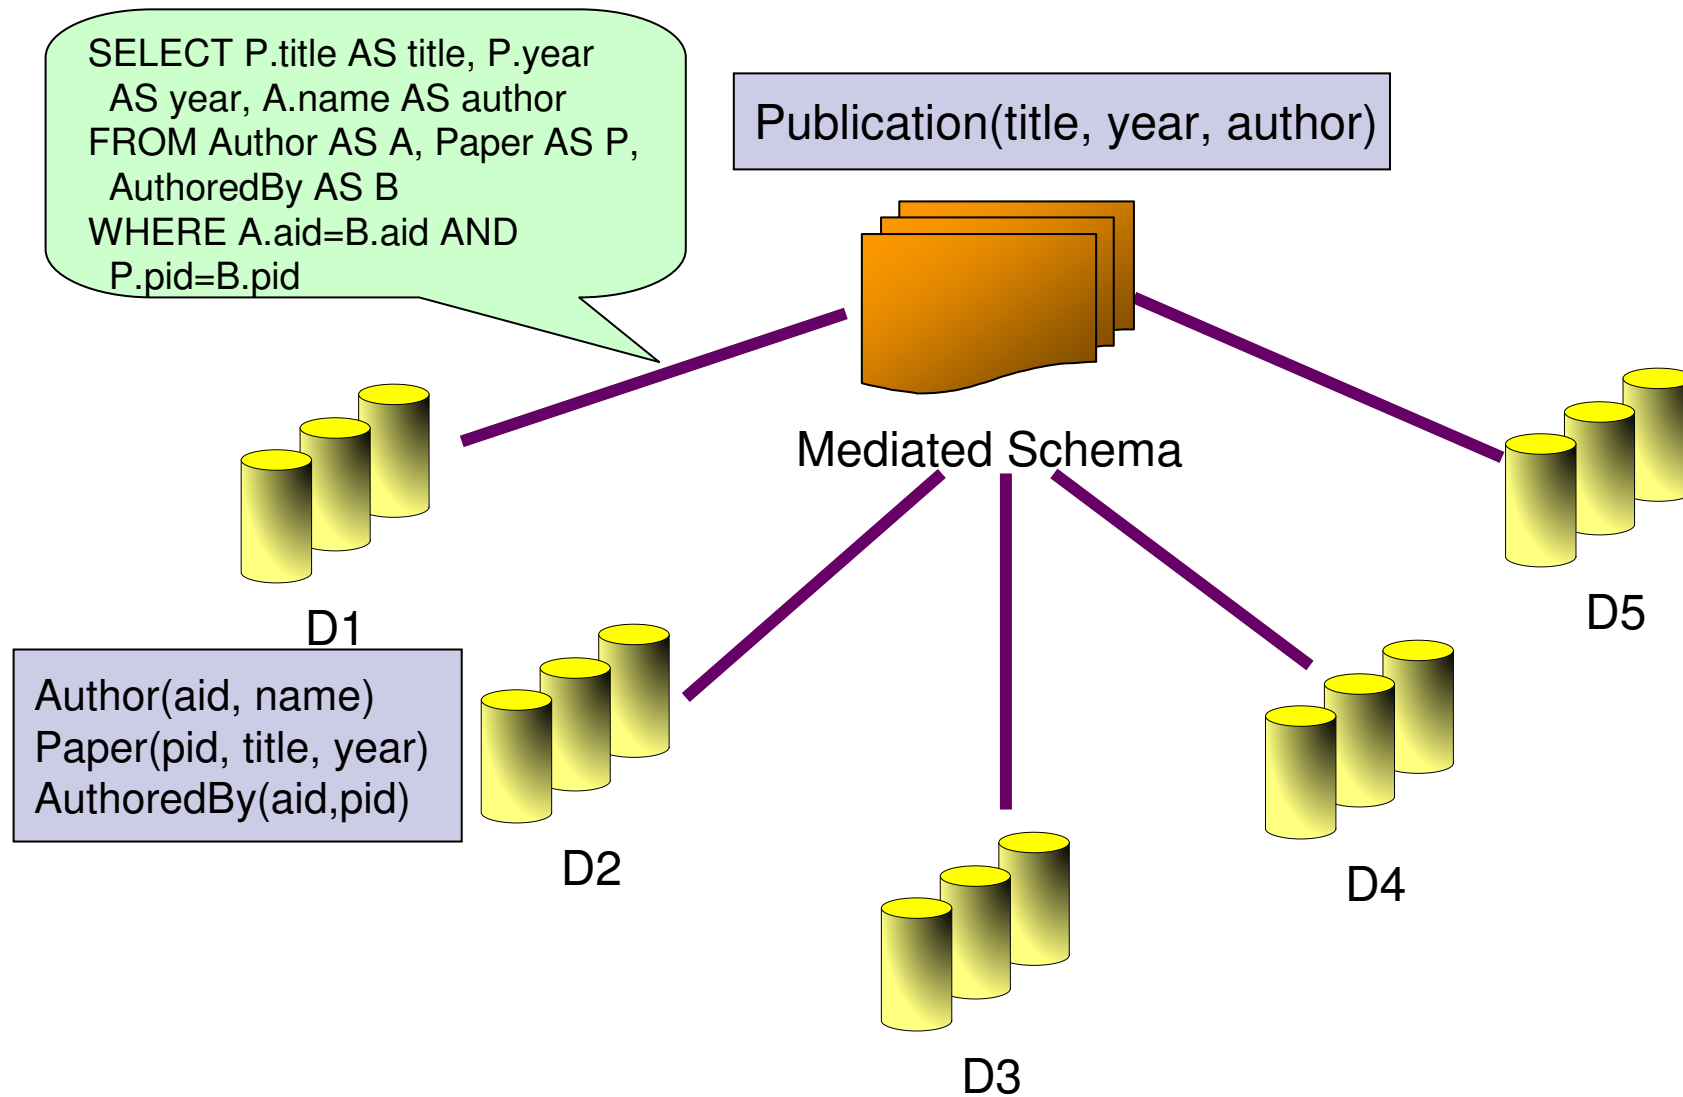 SELECT P.title AS title, P.year
AS year, A.name AS author
FROM Author AS A, Paper AS P,
AuthoredBy AS B
WHERE A.aid=B.aid AND
P.pid=B.pid
Publication(title, year, author)
Mediated Schema
D1
Author(aid, name)
Paper(pid, title, year)
AuthoredBy(aid,pid)
D2
D3
D4
D5